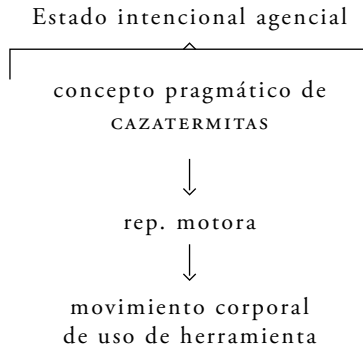 Estado intencional agencial
concepto pragmático de
CAZATERMITAS
rep. motora
movimiento corporal
de uso de herramienta